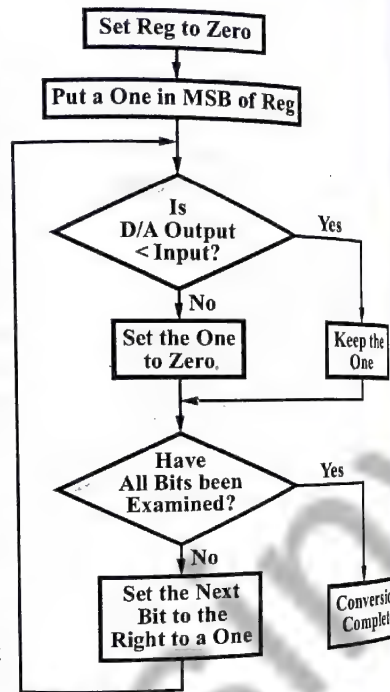 Set Reg to Zero
Put a One in MSB of Reg
Is
D/A Output
< Input?
Yes
No
Set the One
to Zero.
Keep the
One
Have
All Bits been
Examined?
Yes
No
Set the Next
Bit to the
Right to a One